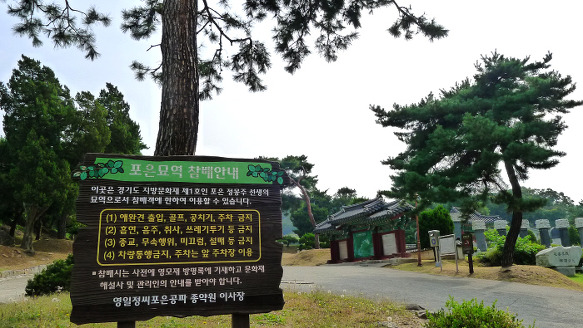 포은묘역 참배안내
이곳은 경기도 지방문화재 제1호인 포은 정몽주 선생
묘역으로 참배객에 한하여 이용할 수 있습니다.
(1) 애완견 출입, 골프, 공치기, 주차 금지
(2) 흡연, 음주, 취사, 쓰레기투기 금지
(3) 종교, 무속행위, 미끄럼, 썰매 등 금지
(4) 차량진입금지, 주차는 앞 주차장 이용
* 참배시는 사전에 영모재 방명록에 기재하고 문화재
해설사 및 관리인의 안내를 받아야 합니다.
영일정씨포은공파 종약원 이사장